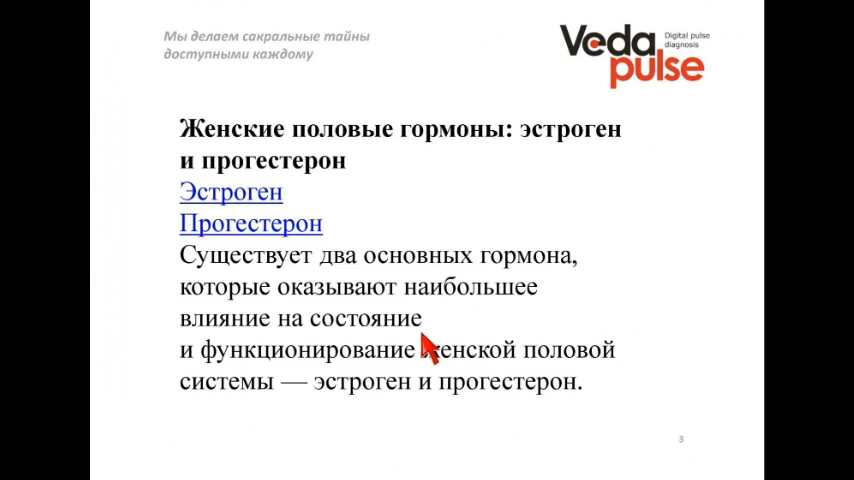 Мы делаем сакральные тайны
доступными каждому
Veda
pulse
Digital pulse
diagnosis
Женские половые гормоны: эстроген
и прогестерон
Эстроген
Прогестерон
Существует два основных гормона,
которые оказывают наибольшее
влияние на состояние
и функционирование женской половой
системы — эстроген и прогестерон.
3